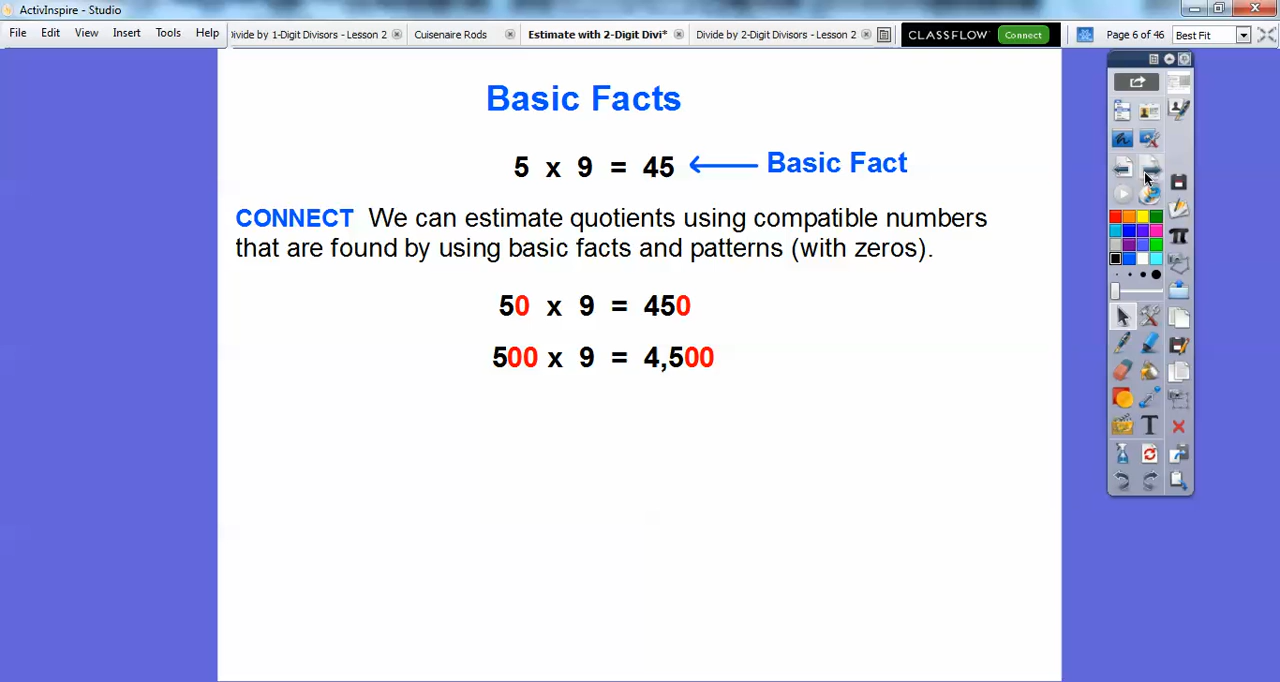 ActivInspire - Studio
File Edit View Insert Tools Help
Divide by 1-Digit Divisors - Lesson 2 Cuisenaire Rods Estimate with 2-Digit Divi* Divide by 2-Digit Divisors - Lesson 2 CLASSFLOW Connect Page 6 of 46 Best Fit
Basic Facts
5 x 9 = 45 Basic Fact
CONNECT We can estimate quotients using compatible numbers
that are found by using basic facts and patterns (with zeros).
50 x 9 = 450
500 x 9 = 4,500